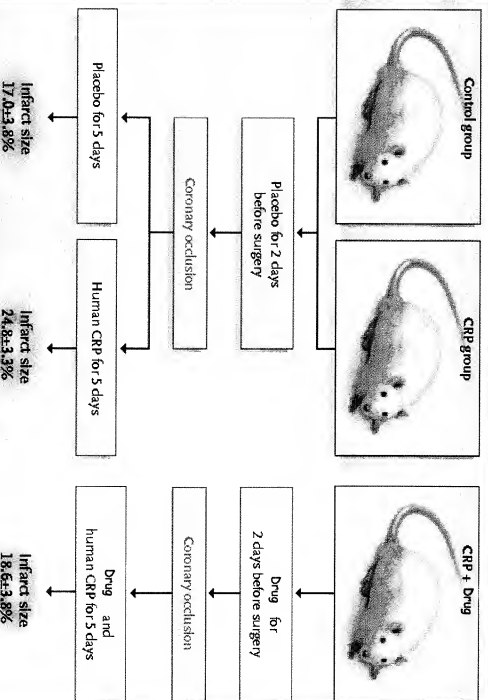 Control group
CRP group
CRP + Drug
Placebo for 2 days
before surgery
Drug for
2 days before surgery
Coronary occlusion
Coronary occlusion
Placebo for 5 days
Human CRP for 5 days
Drug and
human CRP for 5 days
Infarct size
17.0±3.8%
Infarct size
24.8±3.3%
Infarct size
18.6±3.8%